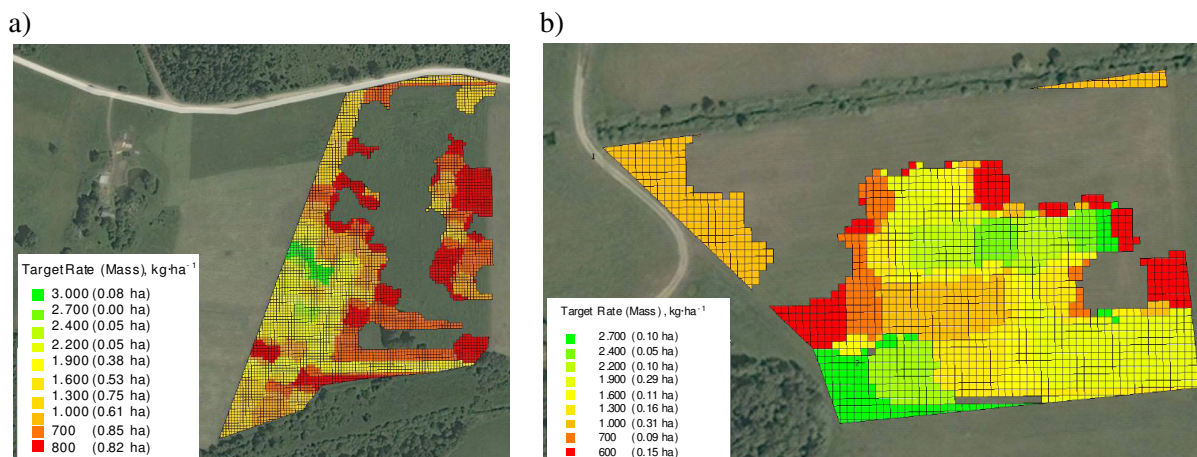 a)
b)
Target Rate (Mass), kg·ha⁻¹
3.000 (0.08 ha)
2.700 (0.00 ha)
2.400 (0.05 ha)
2.200 (0.05 ha)
1.900 (0.38 ha)
1.600 (0.53 ha)
1.300 (0.75 ha)
1.000 (0.61 ha)
700 (0.85 ha)
800 (0.82 ha)
Target Rate (Mass) , kg·ha⁻¹
2.700 (0.10 ha)
2.400 (0.05 ha)
2.200 (0.10 ha)
1.900 (0.29 ha)
1.600 (0.11 ha)
1.300 (0.16 ha)
1.000 (0.31 ha)
700 (0.09 ha)
600 (0.15 ha)